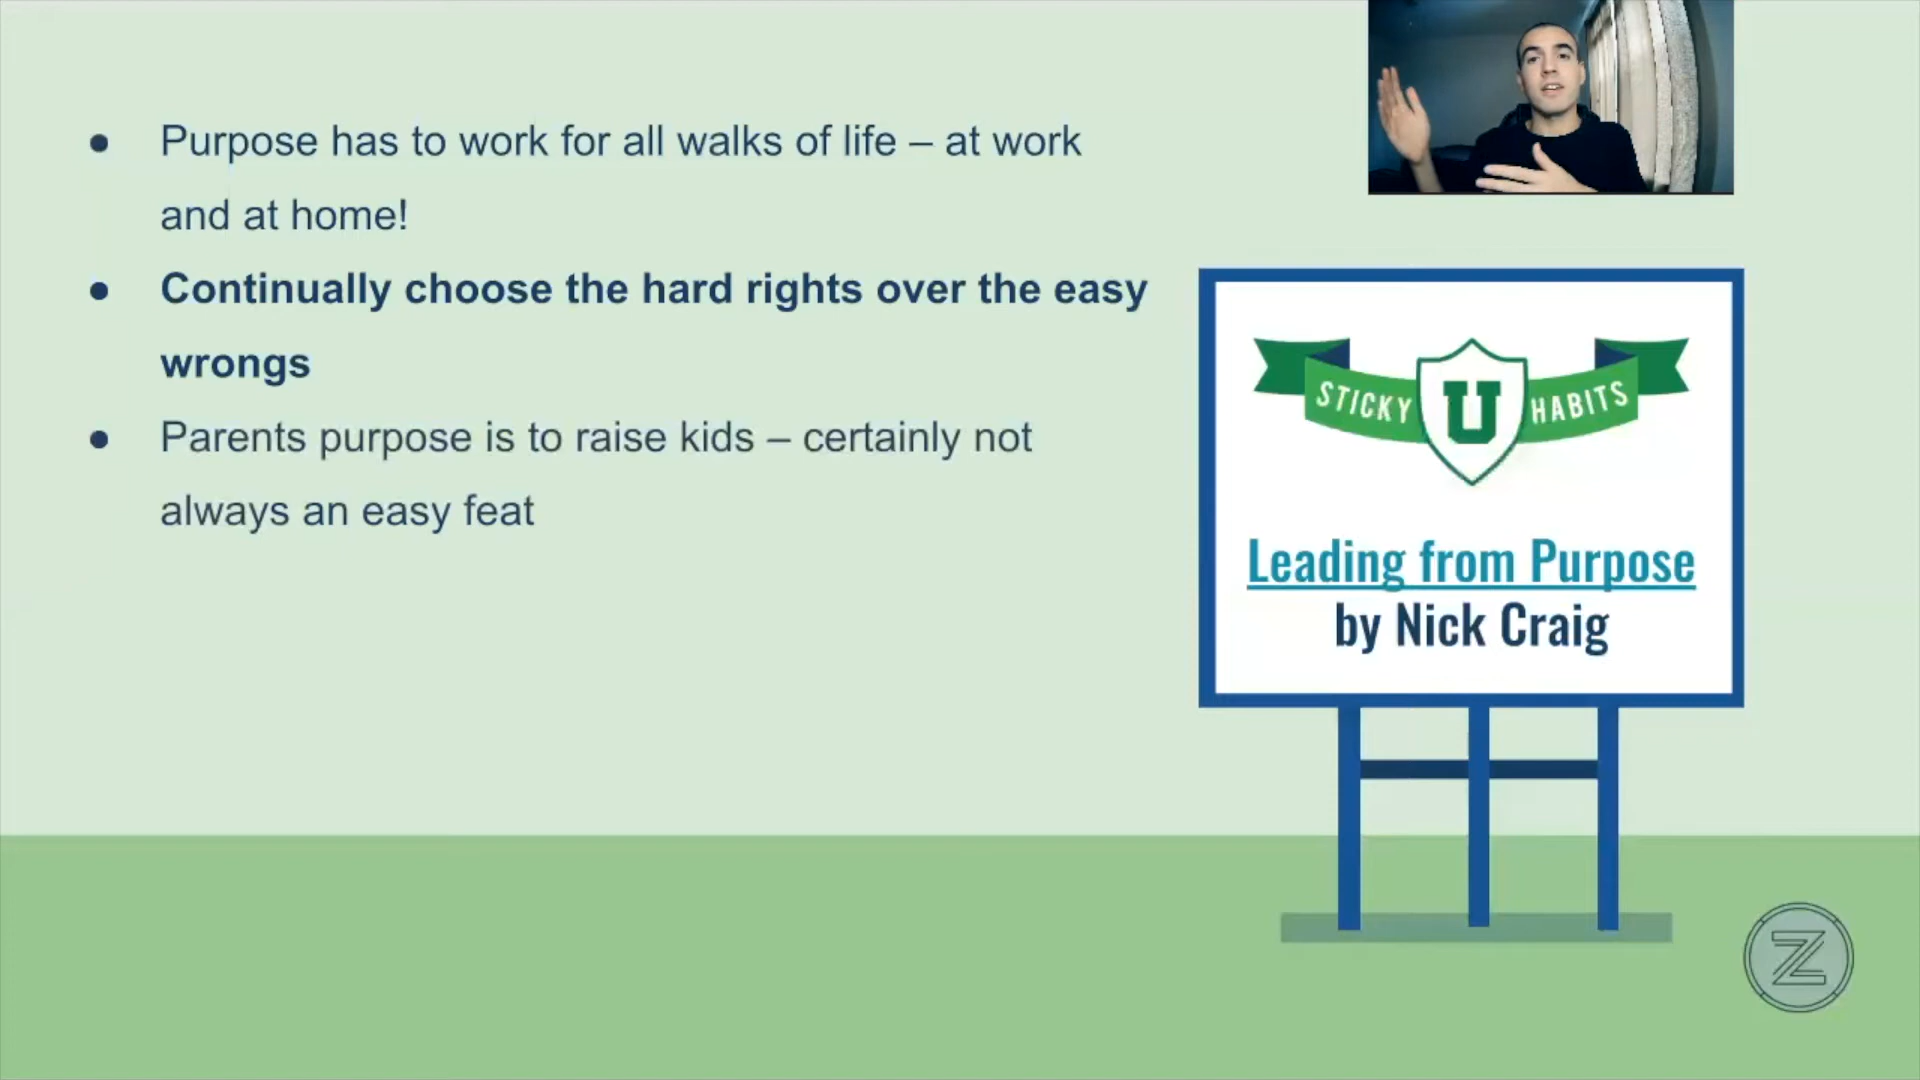 ● Purpose has to work for all walks of life – at work
and at home!
● Continually choose the hard rights over the easy
wrongs
● Parents purpose is to raise kids – certainly not
always an easy feat
STICKY U HABITS
Leading from Purpose
by Nick Craig
Z